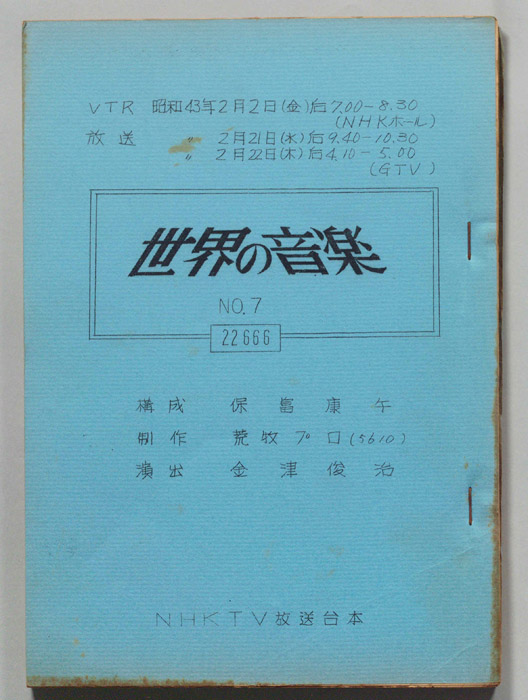 VTR 昭和43年2月2日(金)后7.00-8.30
(NHKホール)
放送 〃 2月21日(水)后9.40-10.30
〃 2月22日(木)后4.10-5.00
(GTV)
世界の音楽
NO.7
22666
構成 保富康午
制作 荒牧プロ(5610)
演出 金津俊治
NHKTV放送台本